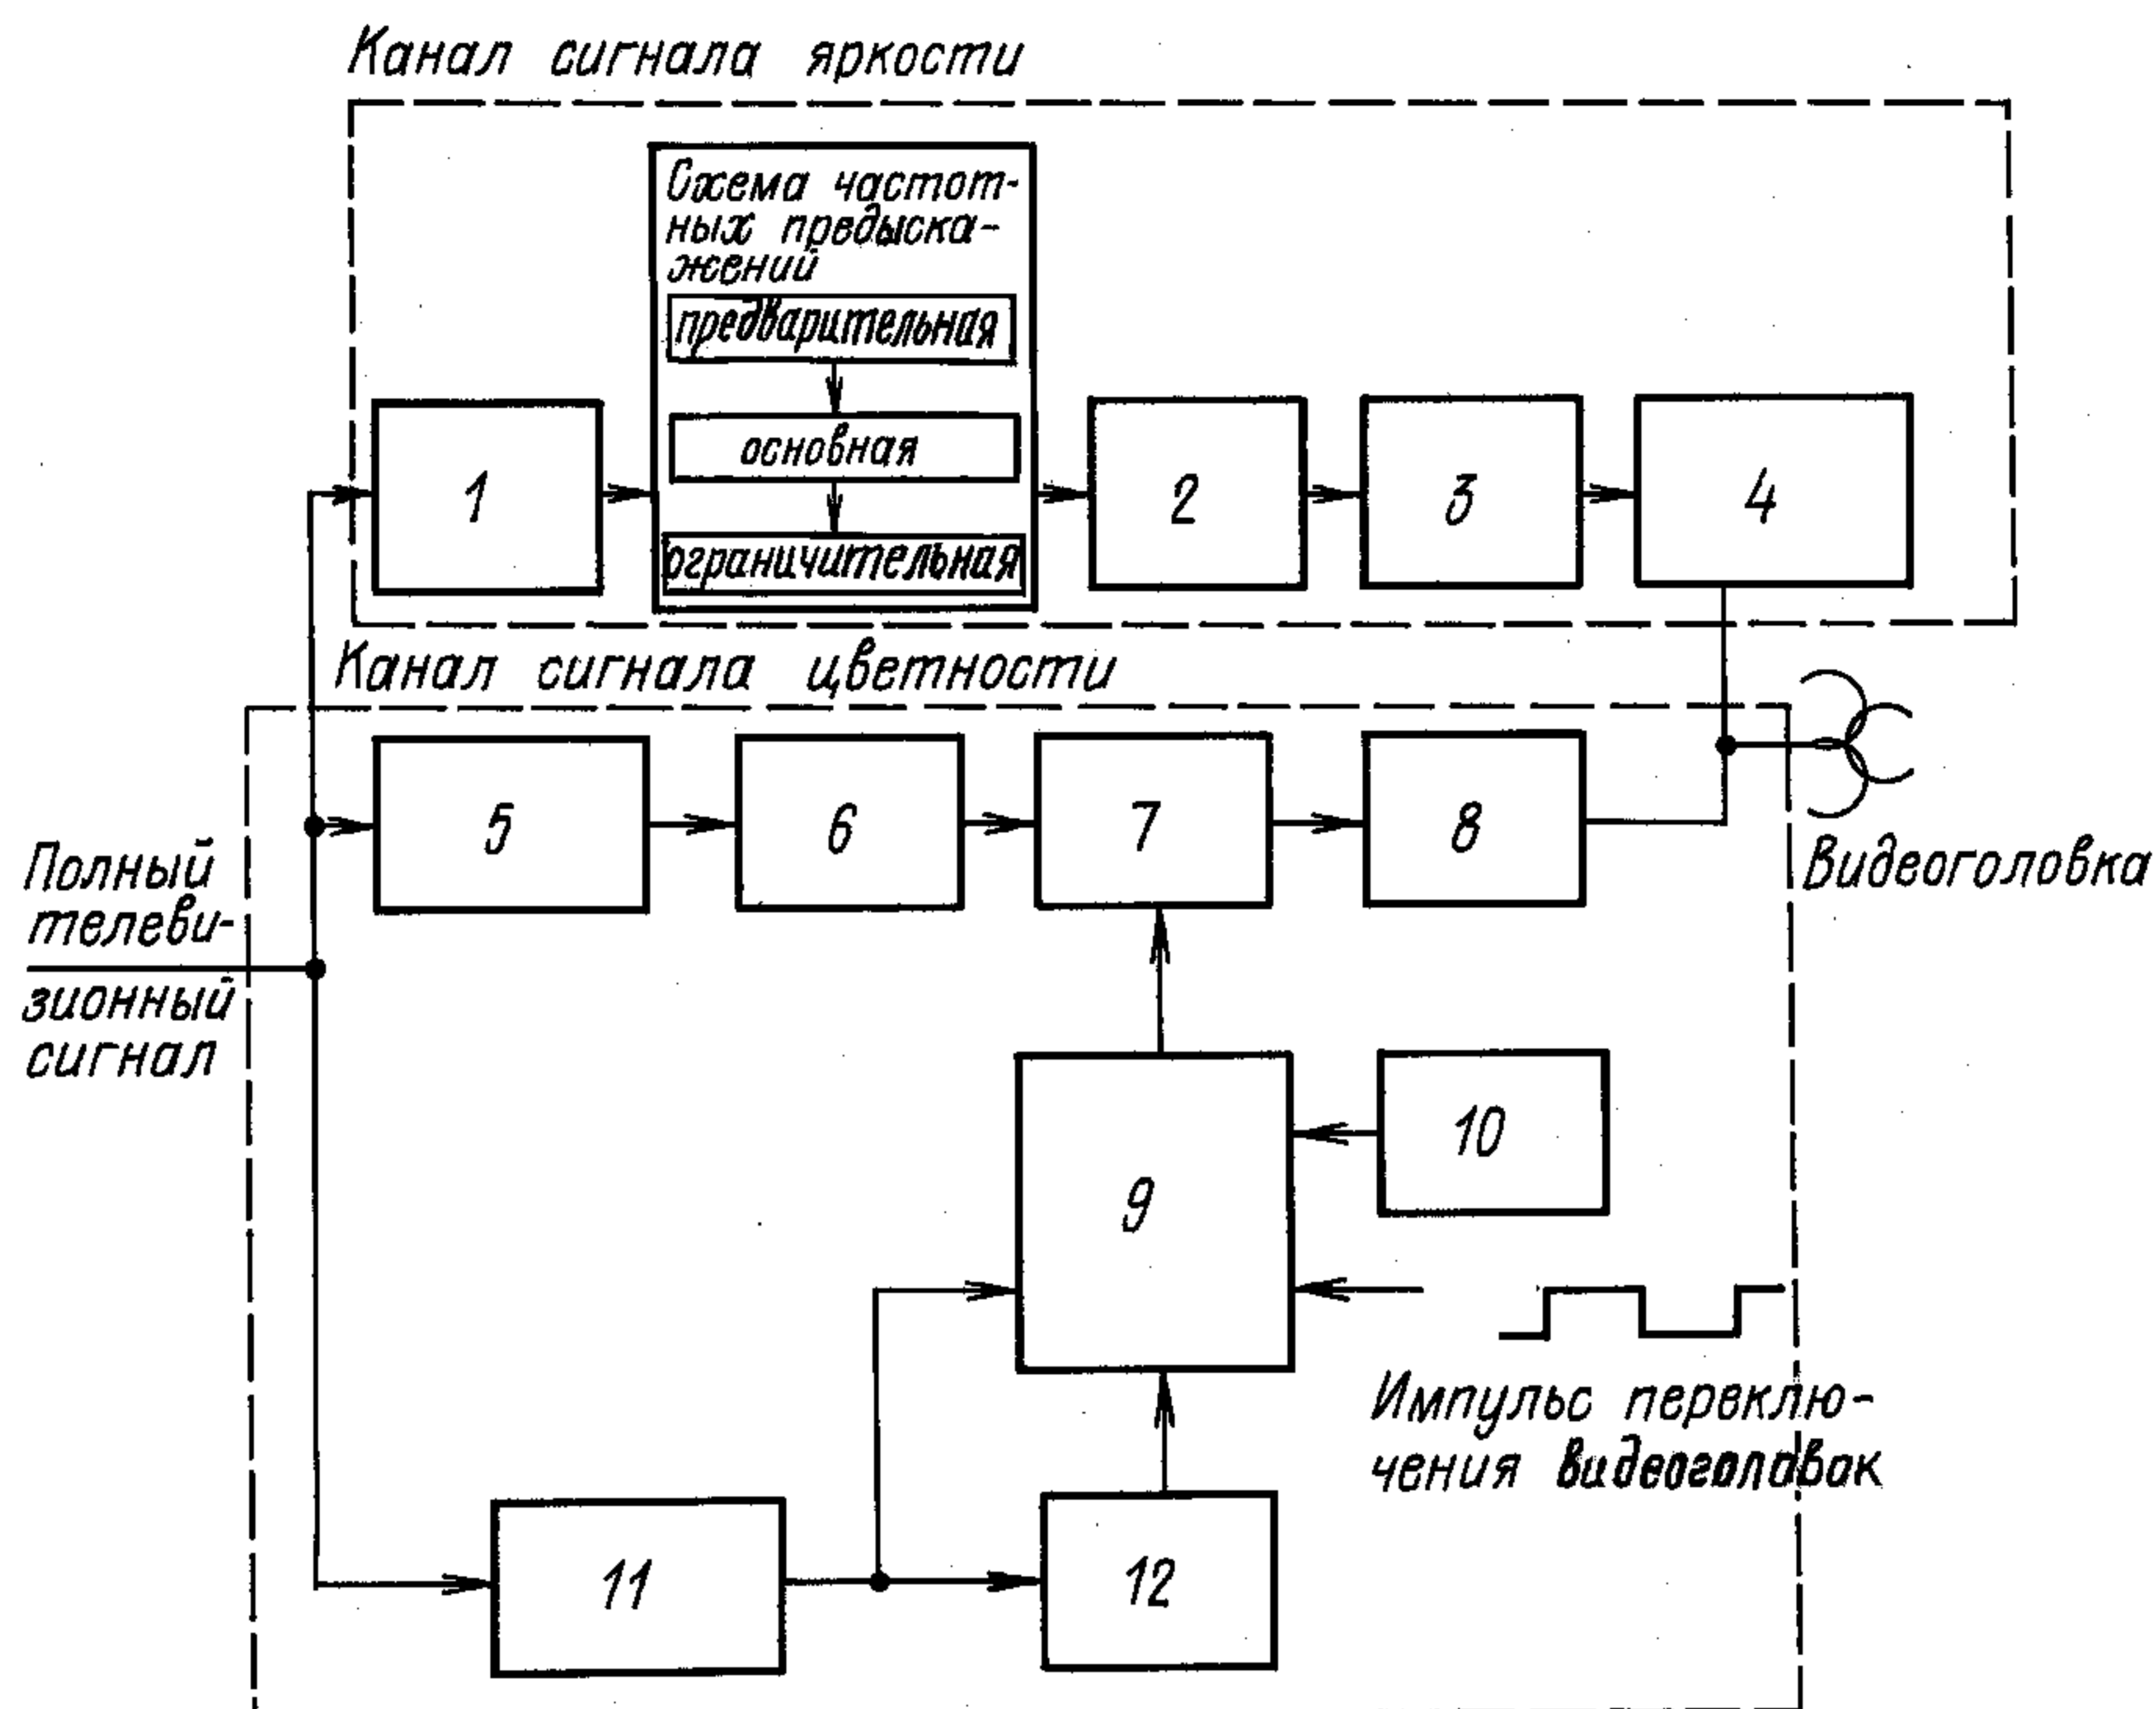 Канал сигнала яркости
Схема частот-
ных предыска-
жений
предварительная
основная
ограничительная
1
2
3
4
Канал сигнала цветности
5
6
7
8
Видеоголовка
Полный
телеви-
зионный
сигнал
9
10
Импульс переклю-
чения видеоголовок
11
12